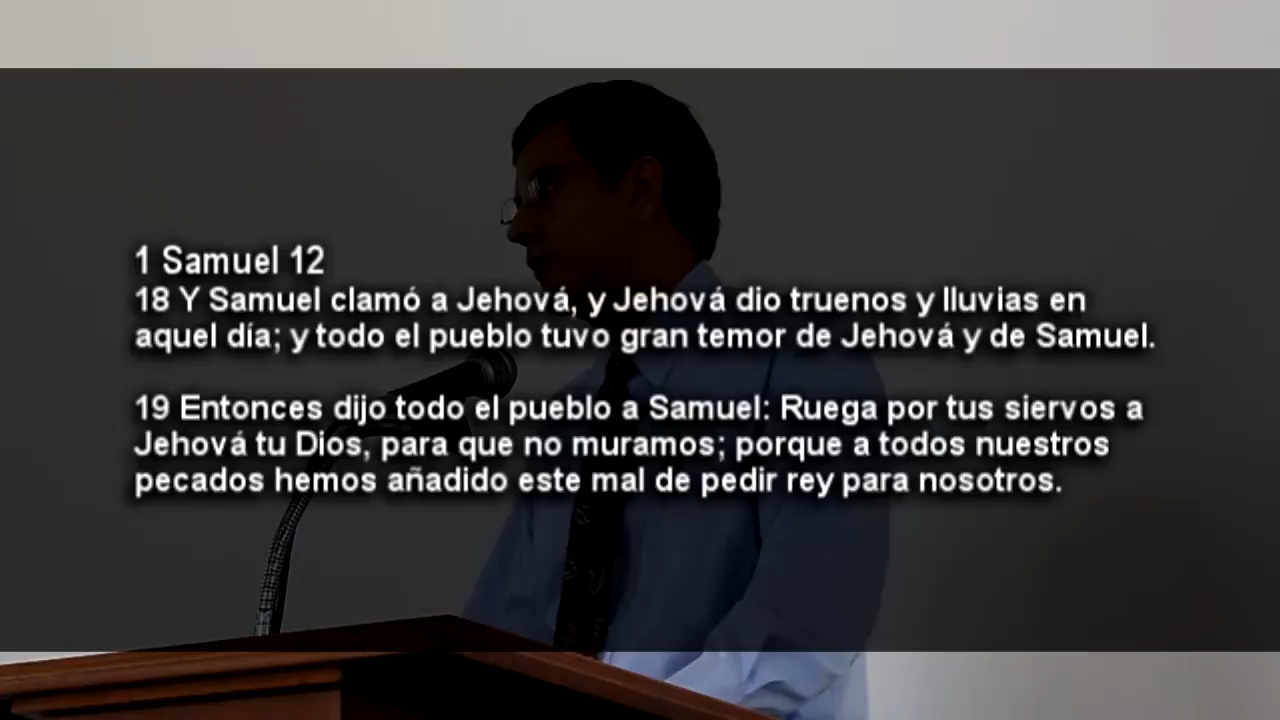 1 Samuel 12
18 Y Samuel clamó a Jehová, y Jehová dio truenos y lluvias en
aquel día; y todo el pueblo tuvo gran temor de Jehová y de Samuel.
19 Entonces dijo todo el pueblo a Samuel: Ruega por tus siervos a
Jehová tu Dios, para que no muramos; porque a todos nuestros
pecados hemos añadido este mal de pedir rey para nosotros.